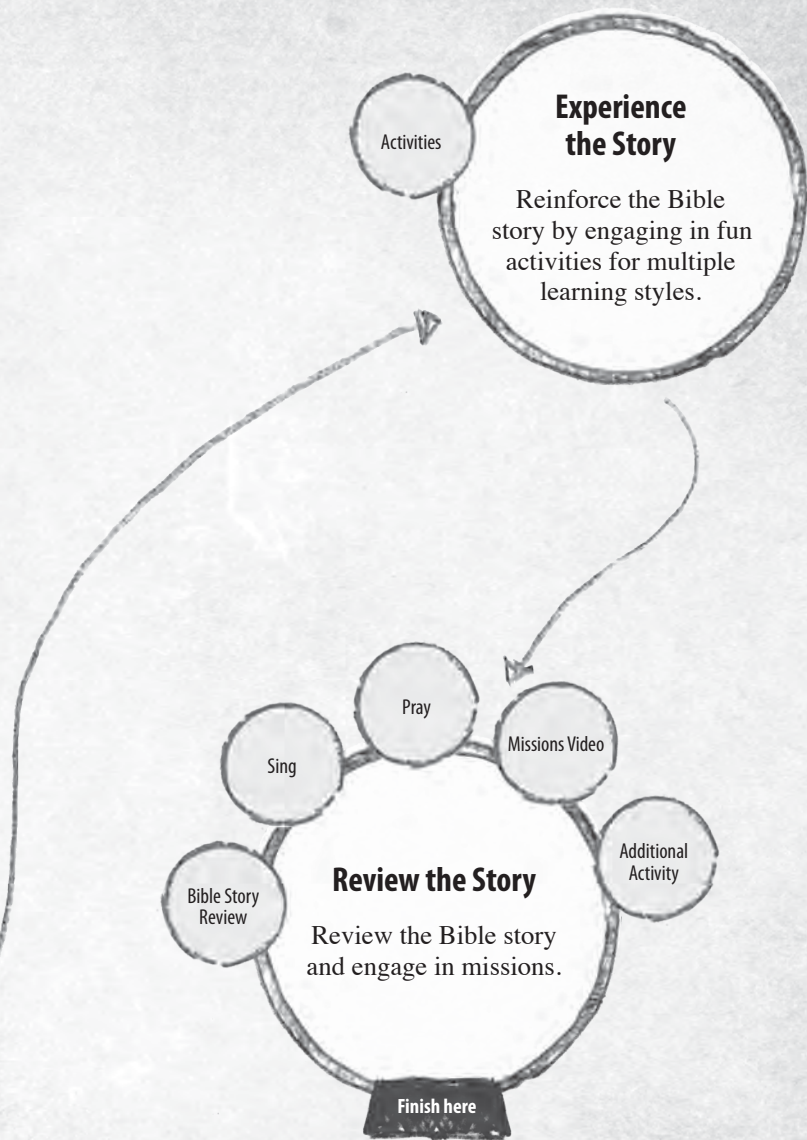 Activities
Experience
the Story
Reinforce the Bible
story by engaging in fun
activities for multiple
learning styles.
Bible Story
Review
Sing
Pray
Missions Video
Additional
Activity
Review the Story
Review the Bible story
and engage in missions.
Finish here